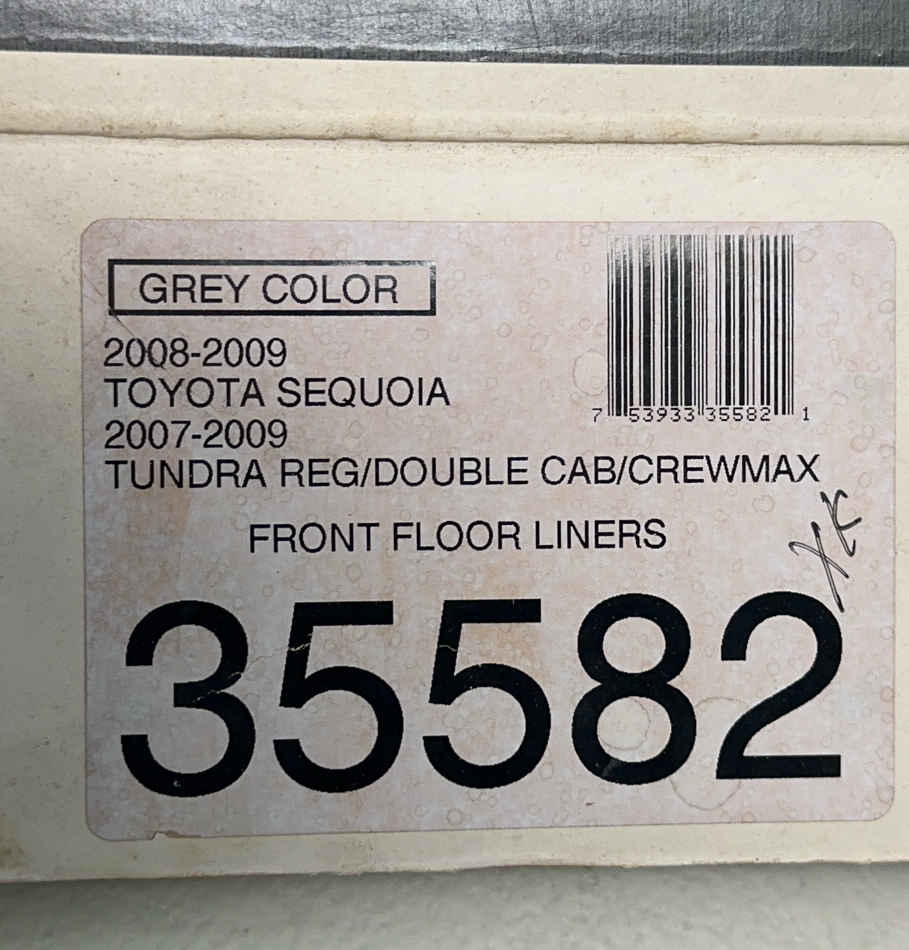 GREY COLOR
2008-2009
TOYOTA SEQUOIA
2007-2009
TUNDRA REG/DOUBLE CAB/CREWMAX
FRONT FLOOR LINERS
35582
7 53933 35582 1